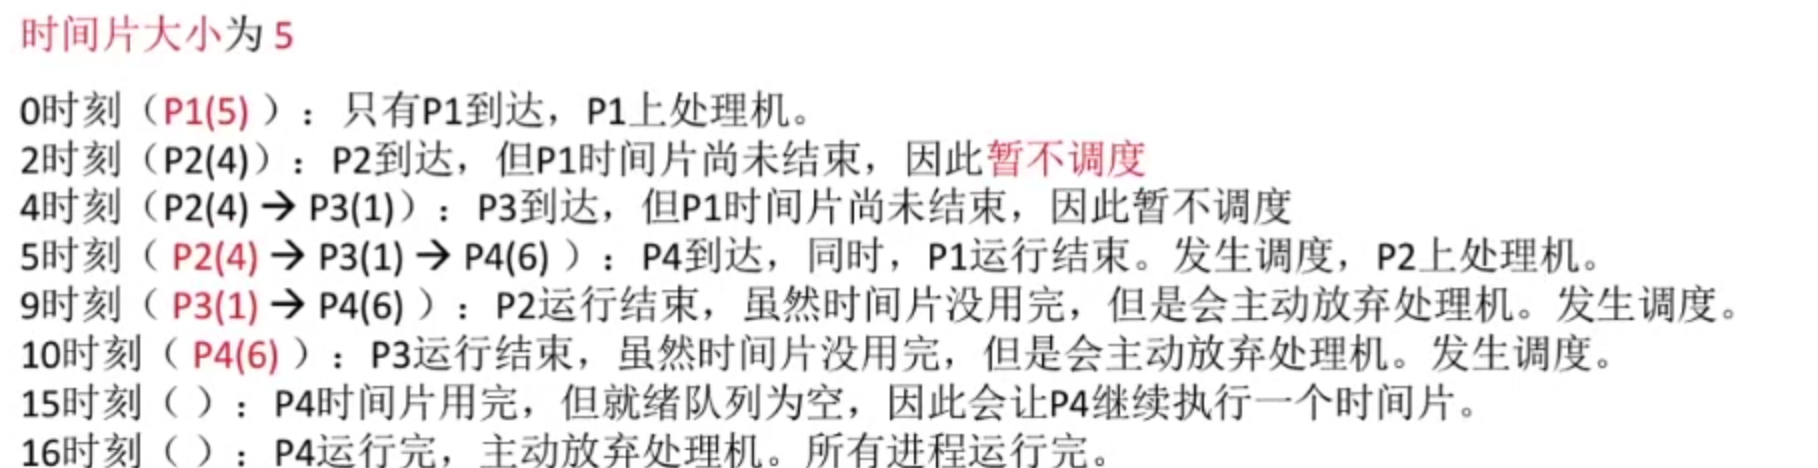 时间片大小为 5
0时刻（P1(5) ）：只有P1到达，P1上处理机。
2时刻（P2(4)）：P2到达，但P1时间片尚未结束，因此暂不调度
4时刻（P2(4) → P3(1)）：P3到达，但P1时间片尚未结束，因此暂不调度
5时刻（ P2(4) → P3(1) → P4(6) ）：P4到达，同时，P1运行结束。发生调度，P2上处理机。
9时刻（ P3(1) → P4(6) ）：P2运行结束，虽然时间片没用完，但是会主动放弃处理机。发生调度。
10时刻（ P4(6) ）：P3运行结束，虽然时间片没用完，但是会主动放弃处理机。发生调度。
15时刻（ ）：P4时间片用完，但就绪队列为空，因此会让P4继续执行一个时间片。
16时刻（ ）：P4运行完，主动放弃处理机。所有进程运行完。